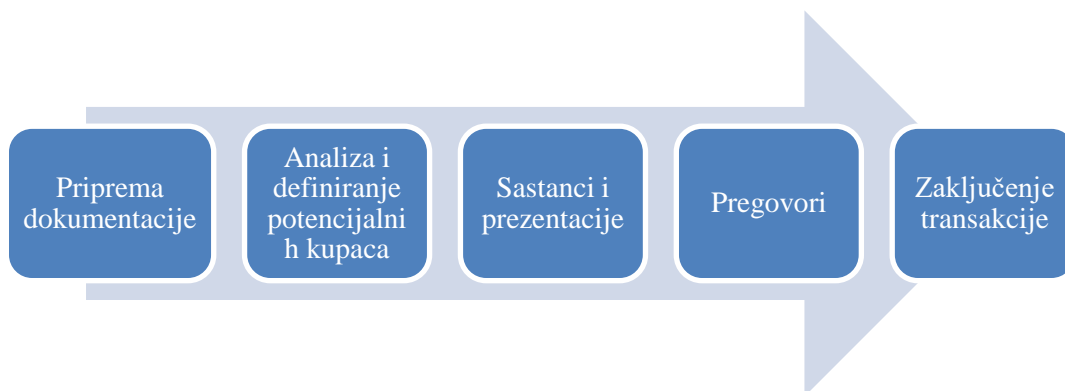 Priprema
dokumentacije
Analiza i
definiranje
potencijalni
h kupaca
Sastanci i
prezentacije
Pregovori
Zaključenje
transakcije